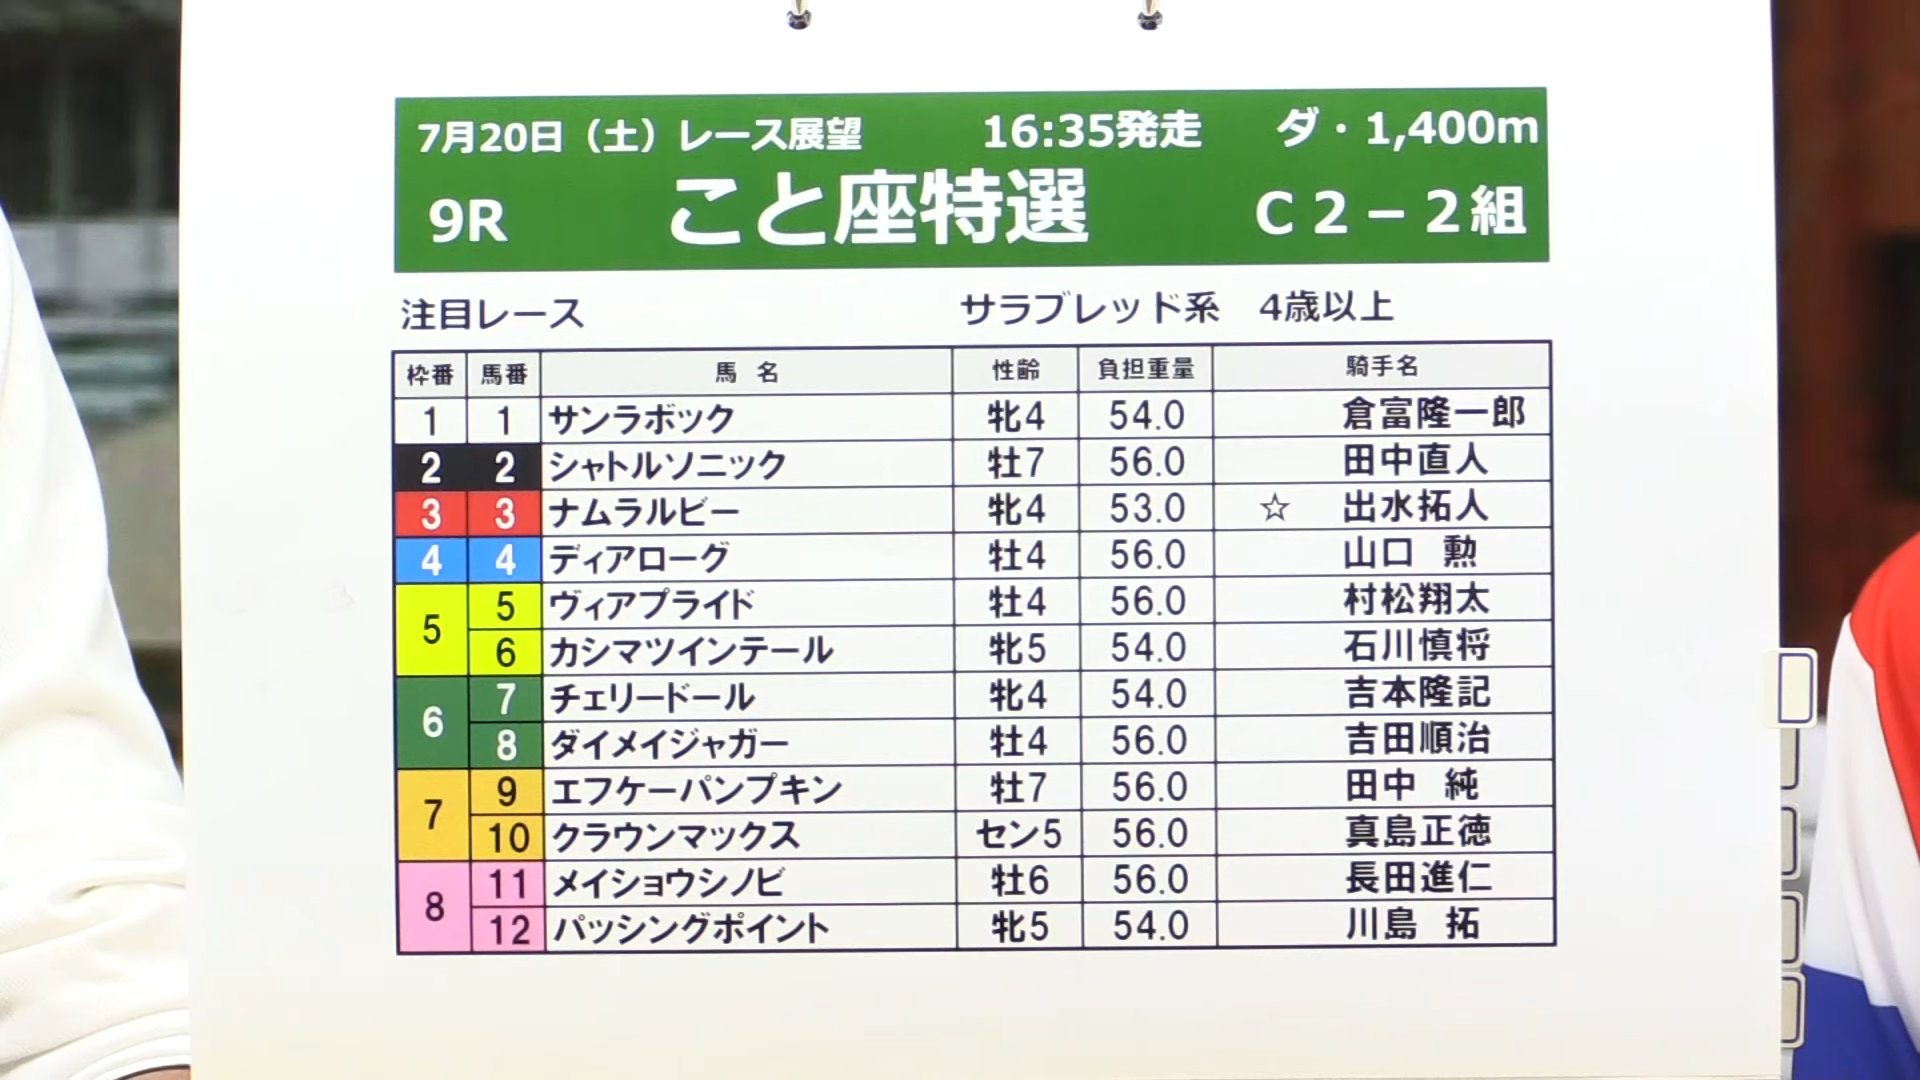 7月20日（土）レース展望 16:35発走 ダ・1,400m
9R こと座特選 C2－2組
注目レース サラブレッド系 4歳以上
枠番 馬番 馬 名 性齢 負担重量 騎手名
1 1 サンラボック 牝4 54.0 倉富隆一郎
2 2 シャトルソニック 牡7 56.0 田中直人
3 3 ナムラルビー 牝4 53.0 ☆ 出水拓人
4 4 ディアローグ 牡4 56.0 山口 勲
5 5 ヴィアプライド 牡4 56.0 村松翔太
6 カシマツインテール 牝5 54.0 石川慎将
6 7 チェリードール 牝4 54.0 吉本隆記
8 ダイメイジャガー 牡4 56.0 吉田順治
7 9 エフケーパンプキン 牡7 56.0 田中 純
10 クラウンマックス セン5 56.0 真島正徳
8 11 メイショウシノビ 牡6 56.0 長田進仁
12 パッシングポイント 牝5 54.0 川島 拓